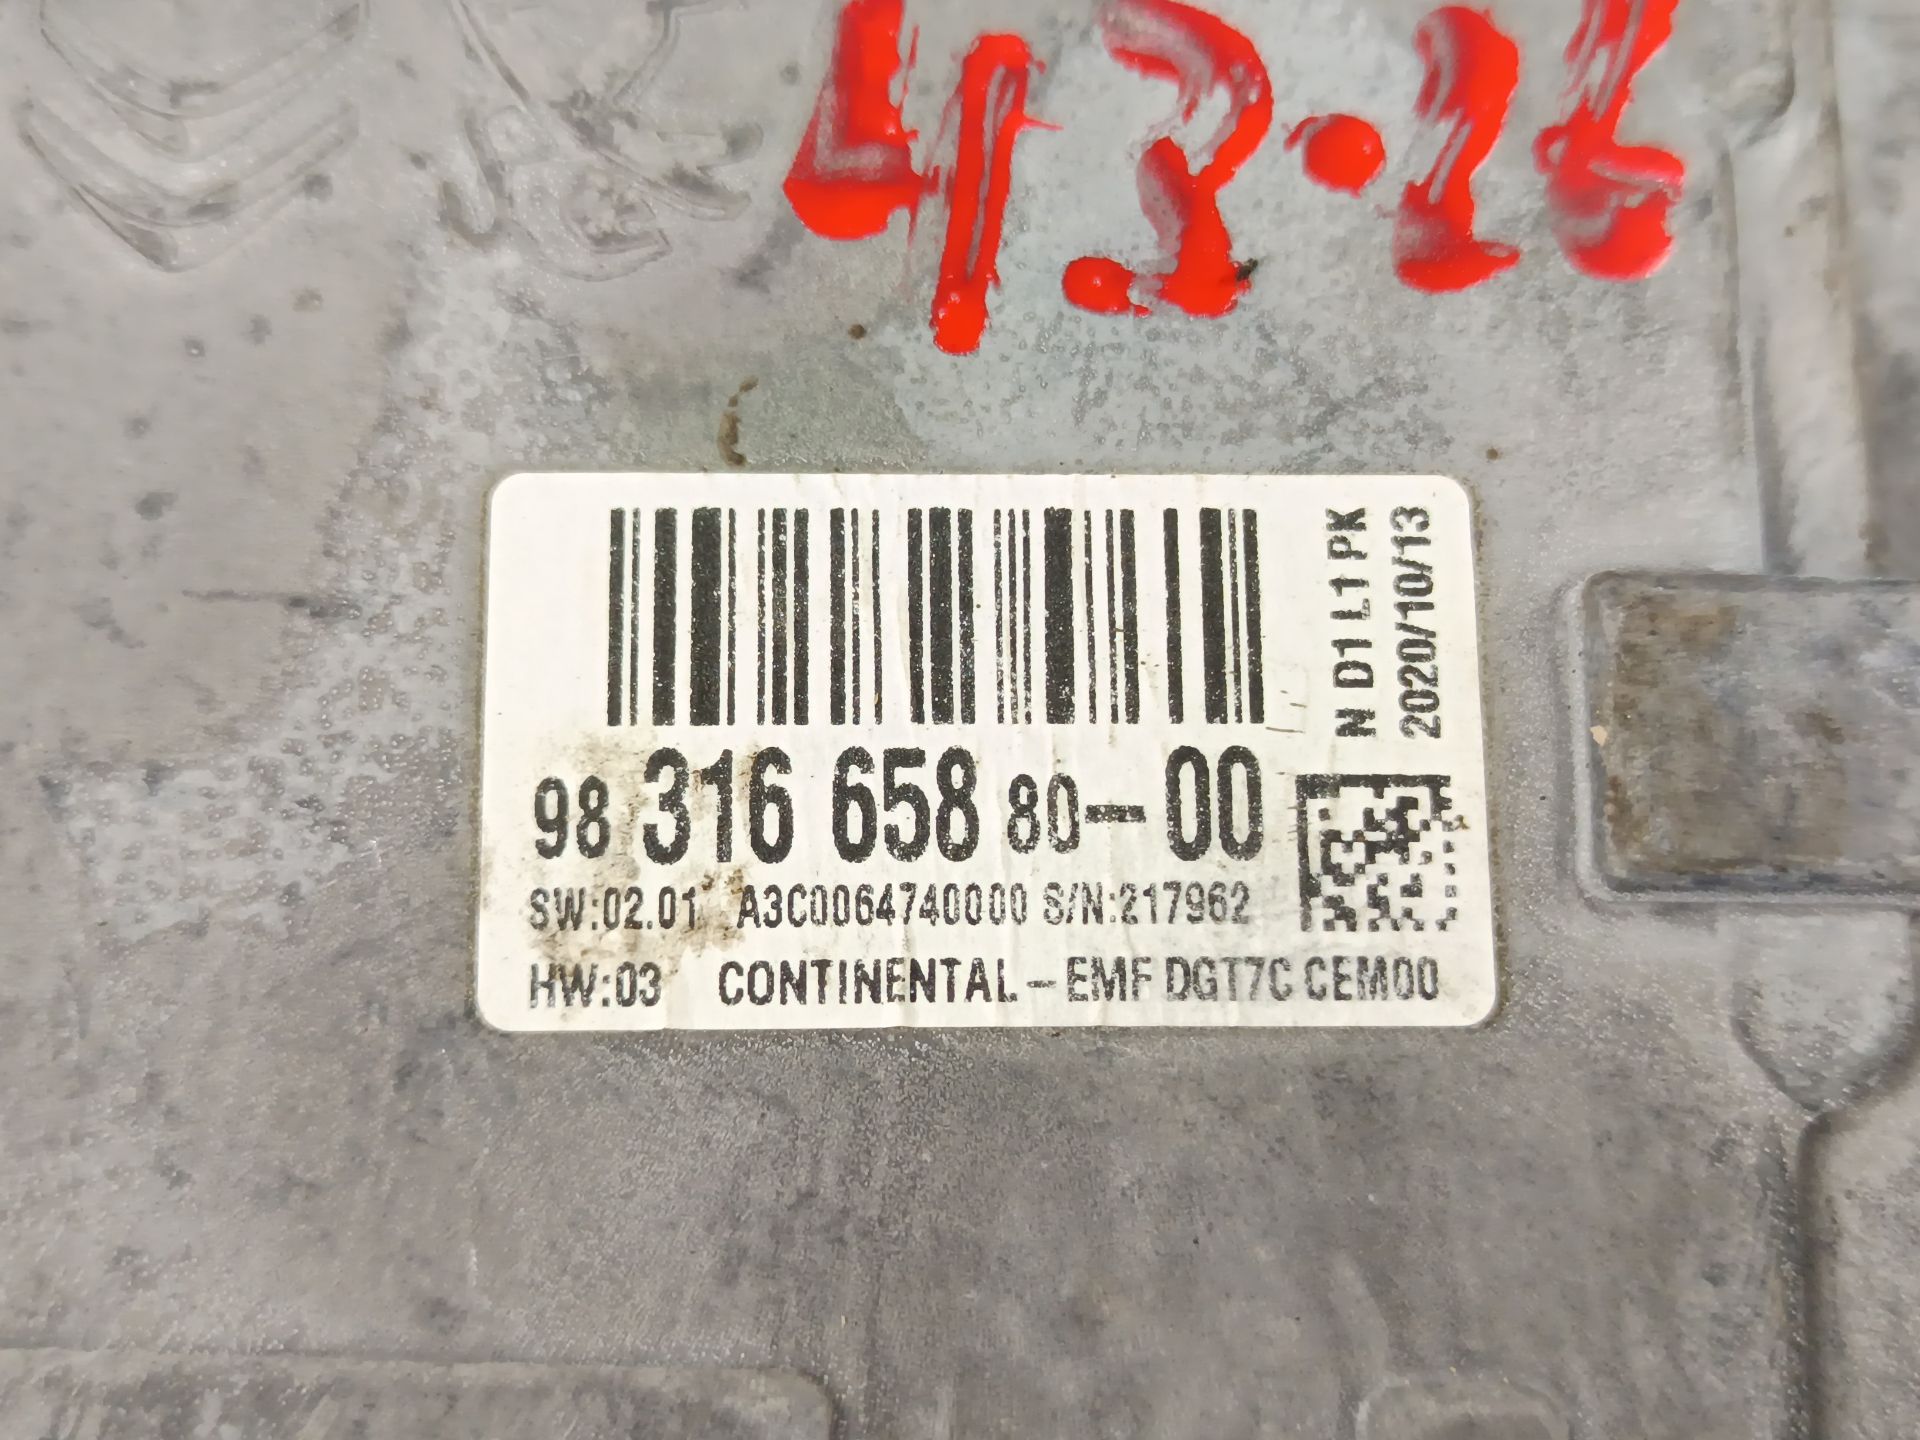 43.26
N D1 L1 PK
2020/10/13
98 316 658 80-00
SW:02.01 A3C0064740000 S/N:217962
HW:03 CONTINENTAL-EMF DGT7C CEM00